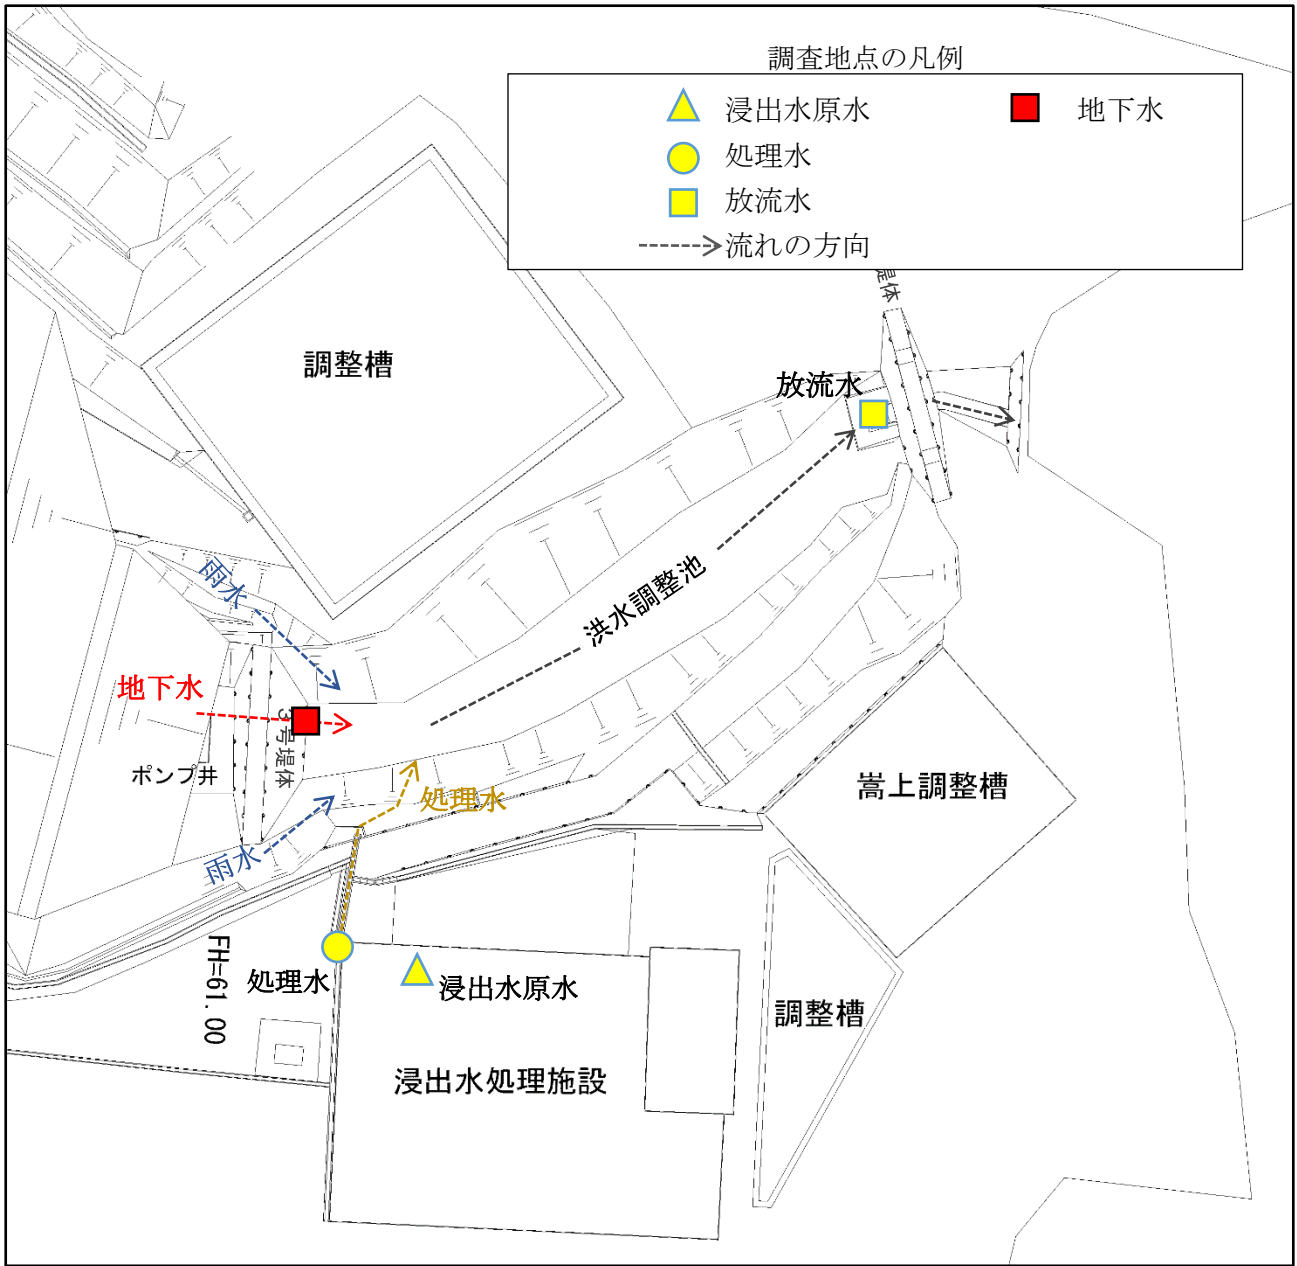 調査地点の凡例
浸出水原水
地下水
処理水
放流水
流れの方向
堤体
調整槽
放流水
雨水
洪水調整池
地下水
3号堤体
ポンプ井
処理水
嵩上調整槽
雨水
FH=61.00
処理水
浸出水原水
調整槽
浸出水処理施設